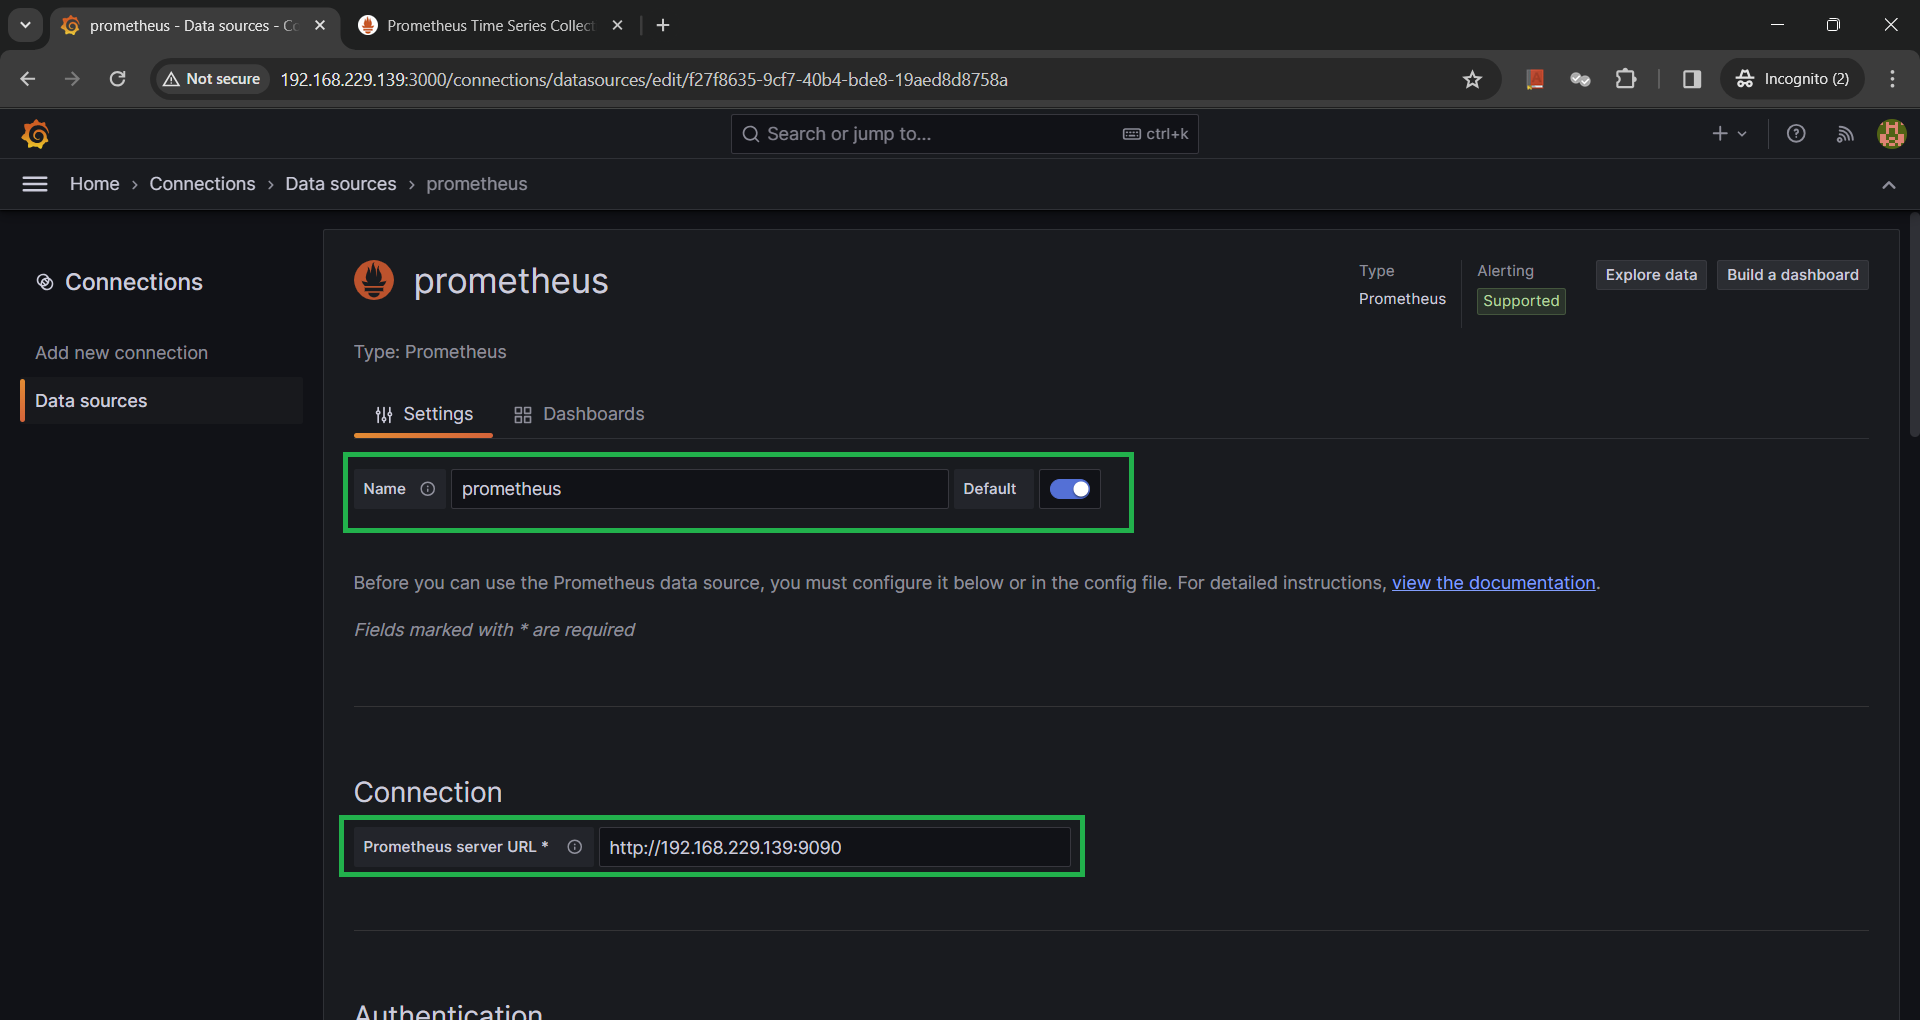 prometheus - Data sources - Co
Prometheus Time Series Collect
Not secure
192.168.229.139:3000/connections/datasources/edit/f27f8635-9cf7-40b4-bde8-19aed8d8758a
Incognito (2)
Search or jump to...
ctrl+k
Home › Connections › Data sources › prometheus
Connections
Add new connection
Data sources
prometheus
Type
Prometheus
Alerting
Supported
Explore data
Build a dashboard
Type: Prometheus
Settings
Dashboards
Name
prometheus
Default
Before you can use the Prometheus data source, you must configure it below or in the config file. For detailed instructions, view the documentation.
Fields marked with * are required
Connection
Prometheus server URL *
http://192.168.229.139:9090
Authentication